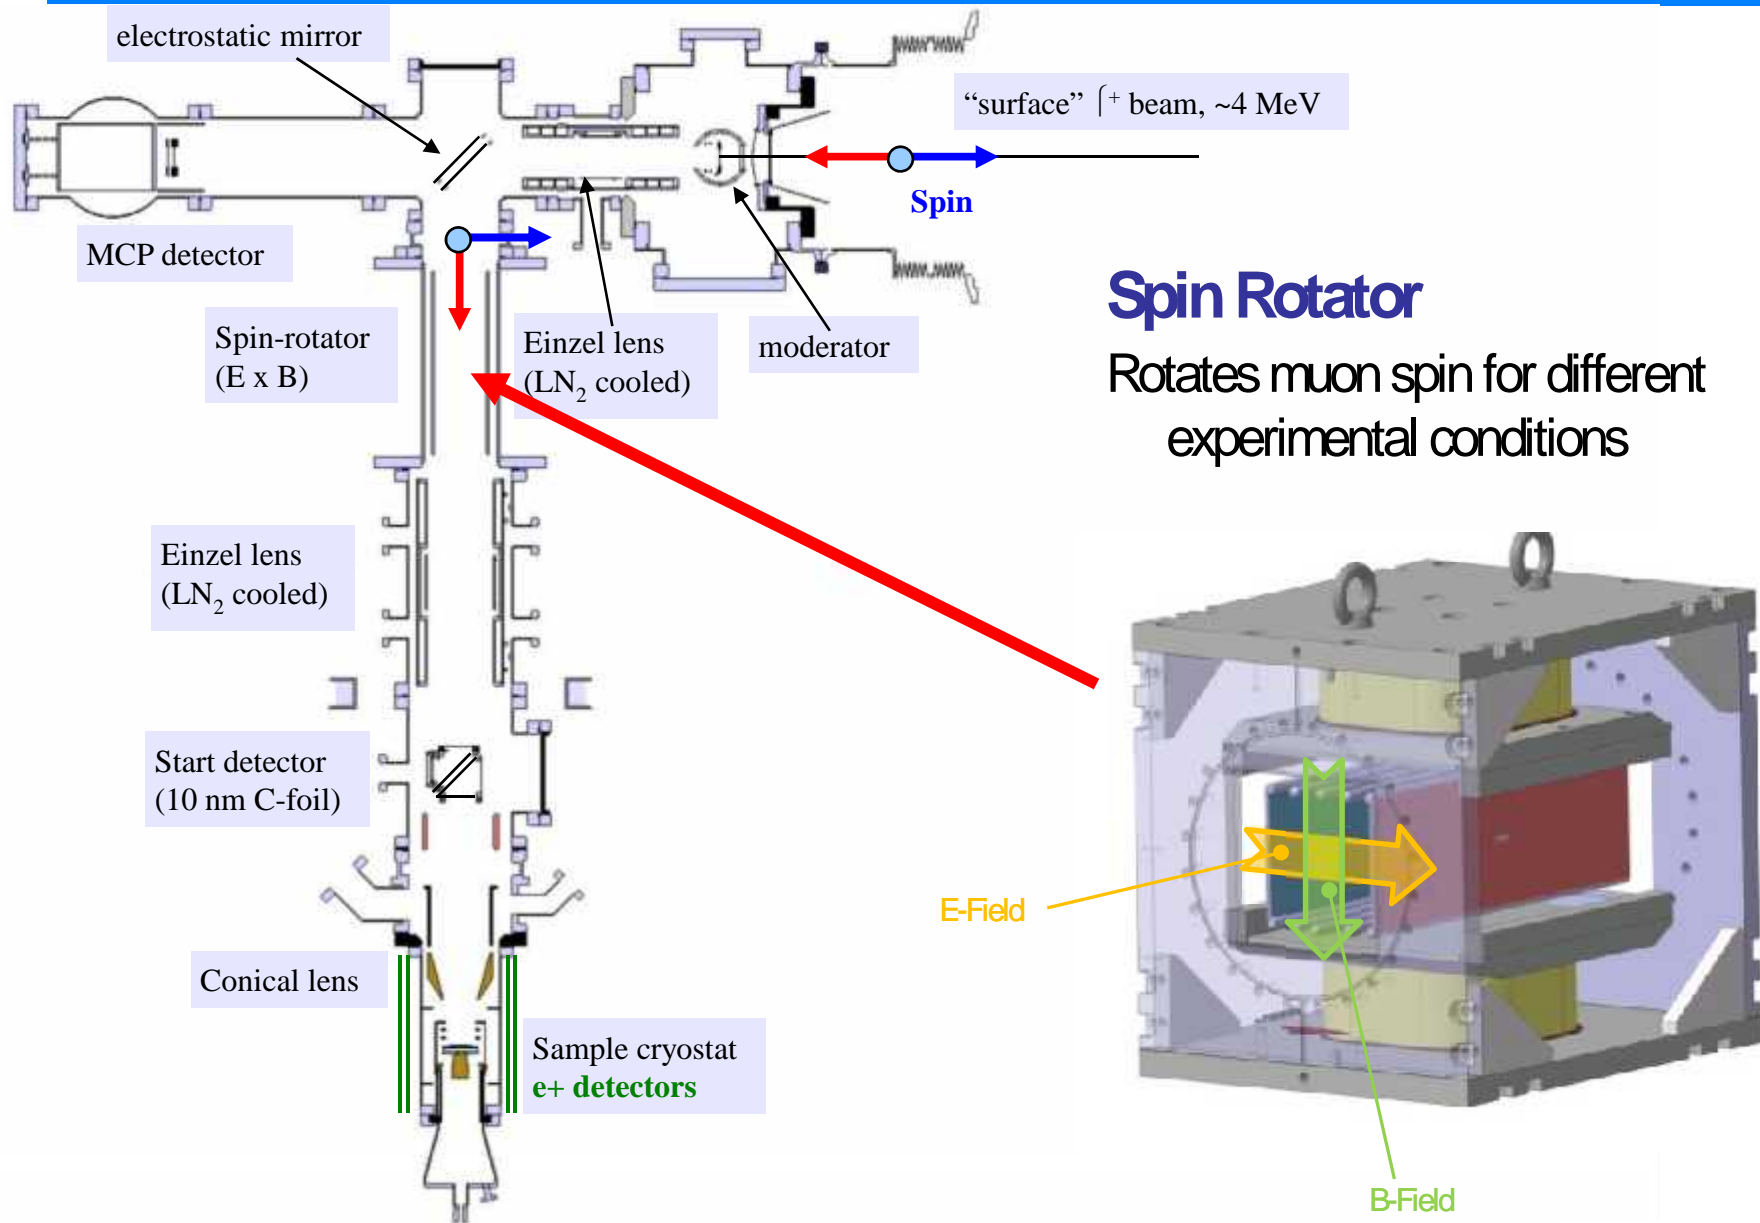 electrostatic mirror
“surface” ⌠+ beam, ~4 MeV
Spin
MCP detector
Spin-rotator
(E x B)
Einzel lens
(LN2 cooled)
moderator
Spin Rotator
Rotates muon spin for different
experimental conditions
Einzel lens
(LN2 cooled)
Start detector
(10 nm C-foil)
E-Field
Conical lens
Sample cryostat
e+ detectors
B-Field